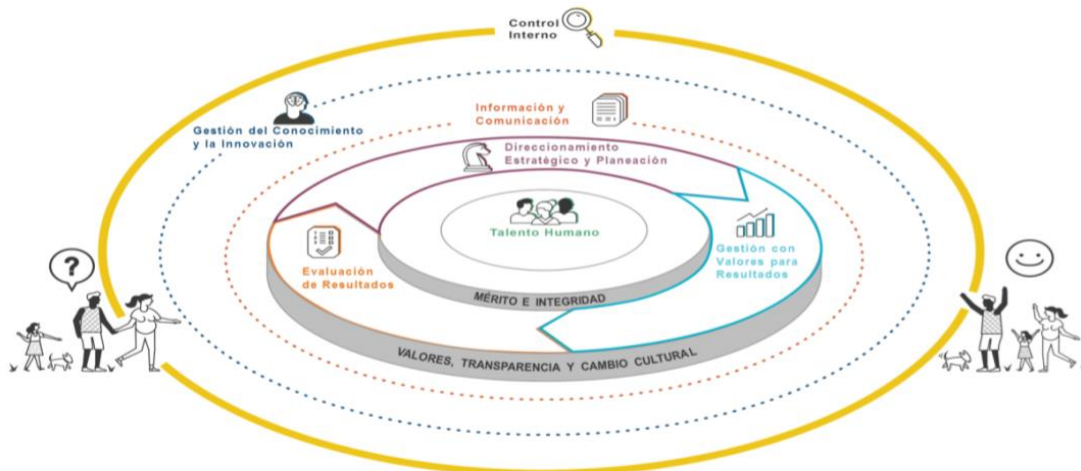 Control
Interno
Información y
Comunicación
Gestión del Conocimiento
y la Innovación
Direccionamiento
Estratégico y Planeación
Talento Humano
Gestión con
Valores para
Resultados
Evaluación
de Resultados
MÉRITO E INTEGRIDAD
VALORES, TRANSPARENCIA Y CAMBIO CULTURAL
?